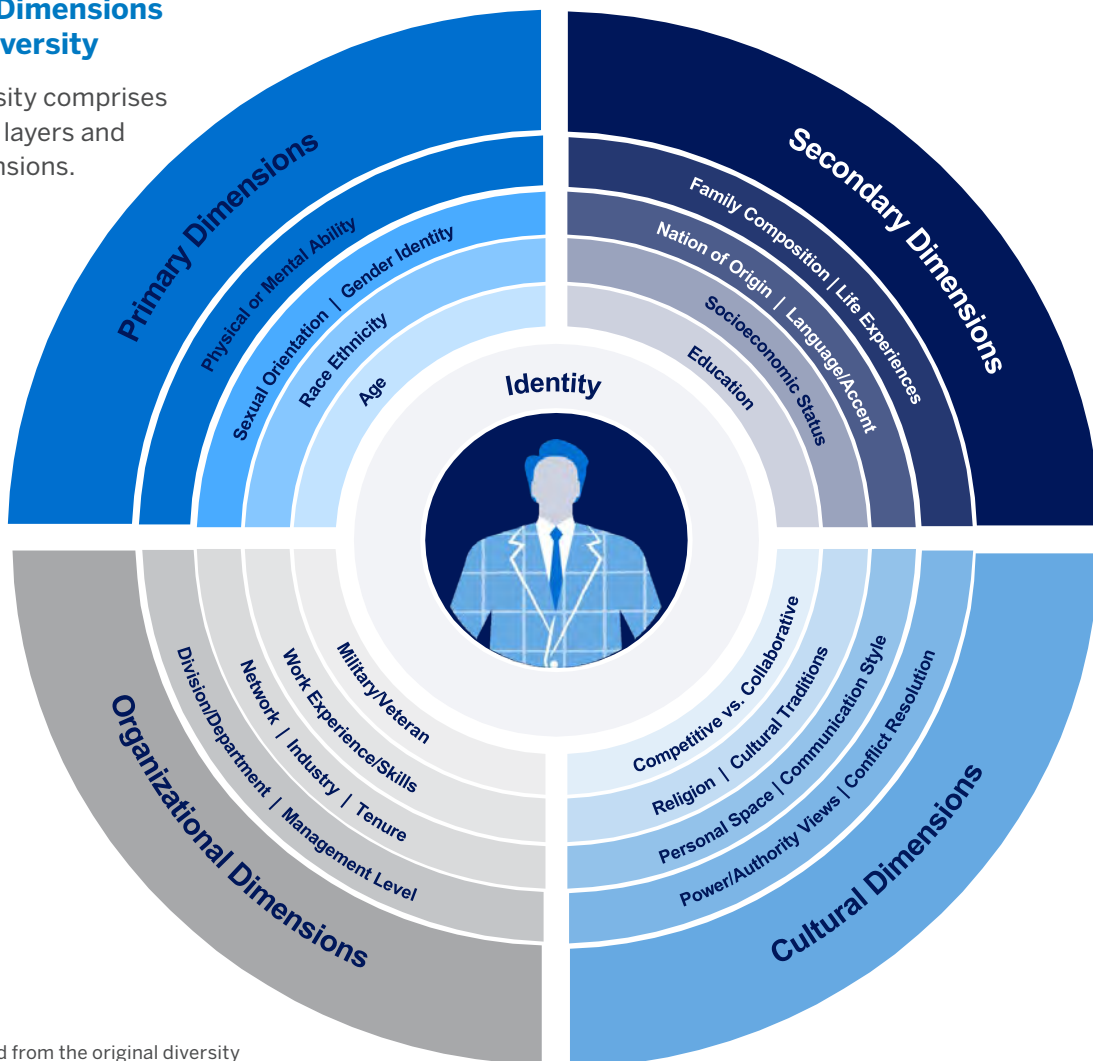 Dimensions
versity
sity comprises
layers and
nsions.
Primary Dimensions
Physical or Mental Ability
Sexual Orientation | Gender Identity
Race Ethnicity
Age
Secondary Dimensions
Family Composition | Life Experiences
Nation of Origin | Language/Accent
Socioeconomic Status
Education
Identity
Military/Veteran
Work Experience/Skills
Network | Industry | Tenure
Division/Department | Management Level
Organizational Dimensions
Competitive vs. Collaborative
Religion | Cultural Traditions
Personal Space | Communication Style
Power/Authority Views | Conflict Resolution
Cultural Dimensions
d from the original diversity